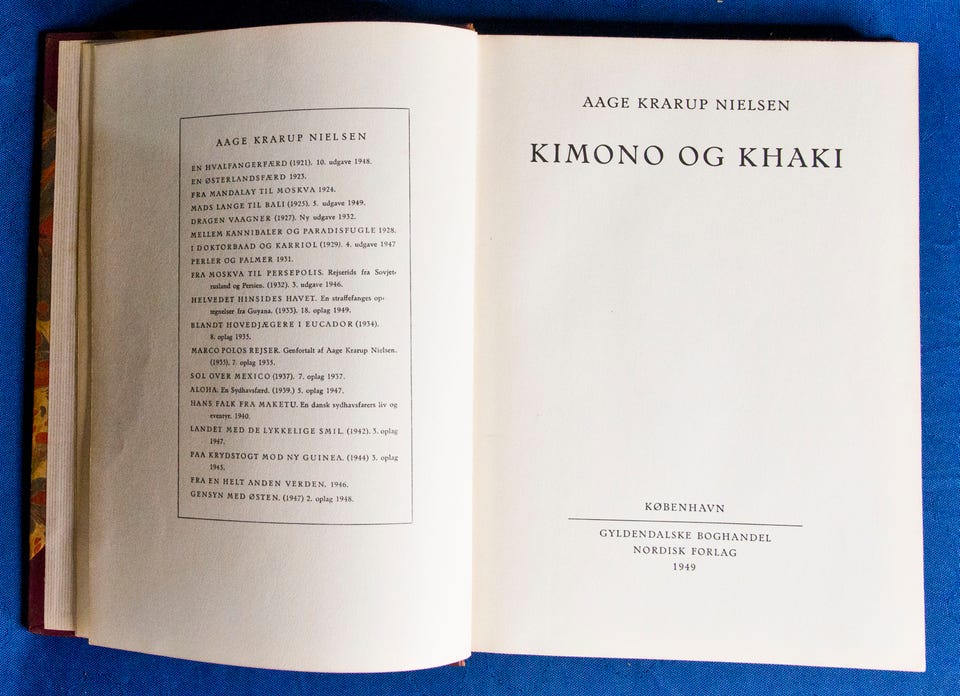 AAGE KRARUP NIELSEN
EN HVALFANGERFÆRD (1921). 10. udgave 1948.
EN ØSTERLANDSFÆRD 1923.
FRA MANDALAY TIL MOSKVA 1924.
MADS LANGE TIL BALI (1925). 5. udgave 1949.
DRAGEN VAAGNER (1927). Ny udgave 1932.
MELLEM KANNIBALER OG PARADISFUGLE 1928.
I DOKTORBAAD OG KARRIOL (1929). 4. udgave 1947
PERLER OG PALMER 1931.
FRA MOSKVA TIL PERSEPOLIS. Rejserids fra Sovjet-
rusland og Persien. (1932). 3. udgave 1946.
HELVEDET HINSIDES HAVET. En straffefanges op-
tegnelser fra Guyana. (1933). 18. oplag 1949.
BLANDT HOVEDJÆGERE I EUCADOR (1934).
8. oplag 1935.
MARCO POLOS REJSER. Genfortalt af Aage Krarup Nielsen.
(1935). 7. oplag 1935.
SOL OVER MEXICO (1937). 7. oplag 1937.
ALOHA. En Sydhavsfærd. (1939.) 5. oplag 1947.
HANS FALK FRA MAKETU. En dansk sydhavsfarers liv og
eventyr. 1940.
LANDET MED DE LYKKELIGE SMIL. (1942). 3. oplag
1947.
PAA KRYDSTOGT MOD NY GUINEA. (1944) 3. oplag
1945.
FRA EN HELT ANDEN VERDEN. 1946.
GENSYN MED ØSTEN. (1947) 2. oplag 1948.
AAGE KRARUP NIELSEN
KIMONO OG KHAKI
KØBENHAVN
GYLDENDALSKE BOGHANDEL
NORDISK FORLAG
1949